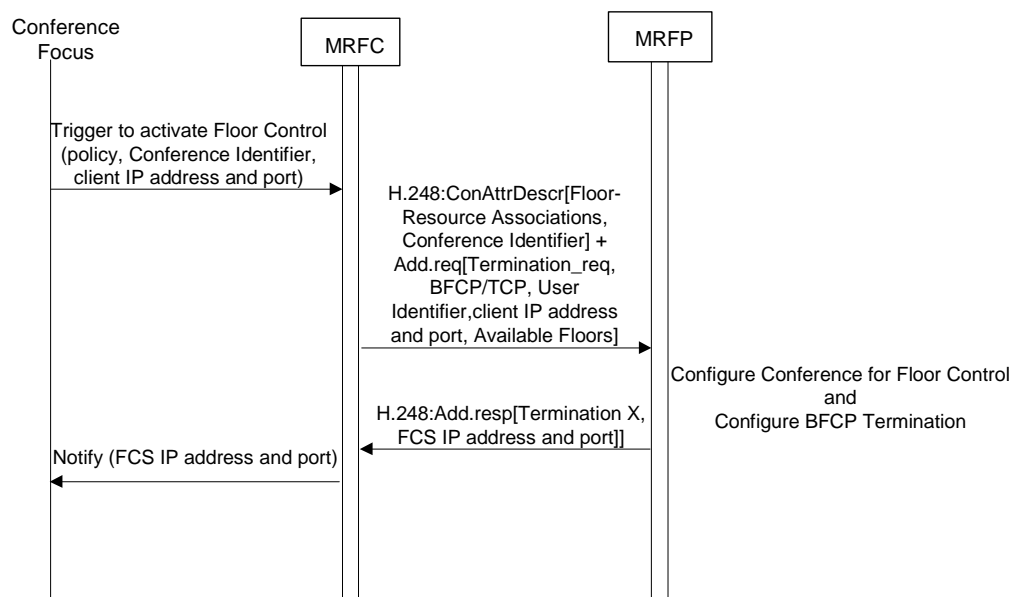 Conference
Focus
MRFC
MRFP
Trigger to activate Floor Control
(policy, Conference Identifier,
client IP address and port)
H.248:ConAttrDescr[Floor-
Resource Associations,
Conference Identifier] +
Add.req[Termination_req,
BFCP/TCP, User
Identifier,client IP address
and port, Available Floors]
Configure Conference for Floor Control
and
Configure BFCP Termination
H.248:Add.resp[Termination X,
FCS IP address and port]]
Notify (FCS IP address and port)